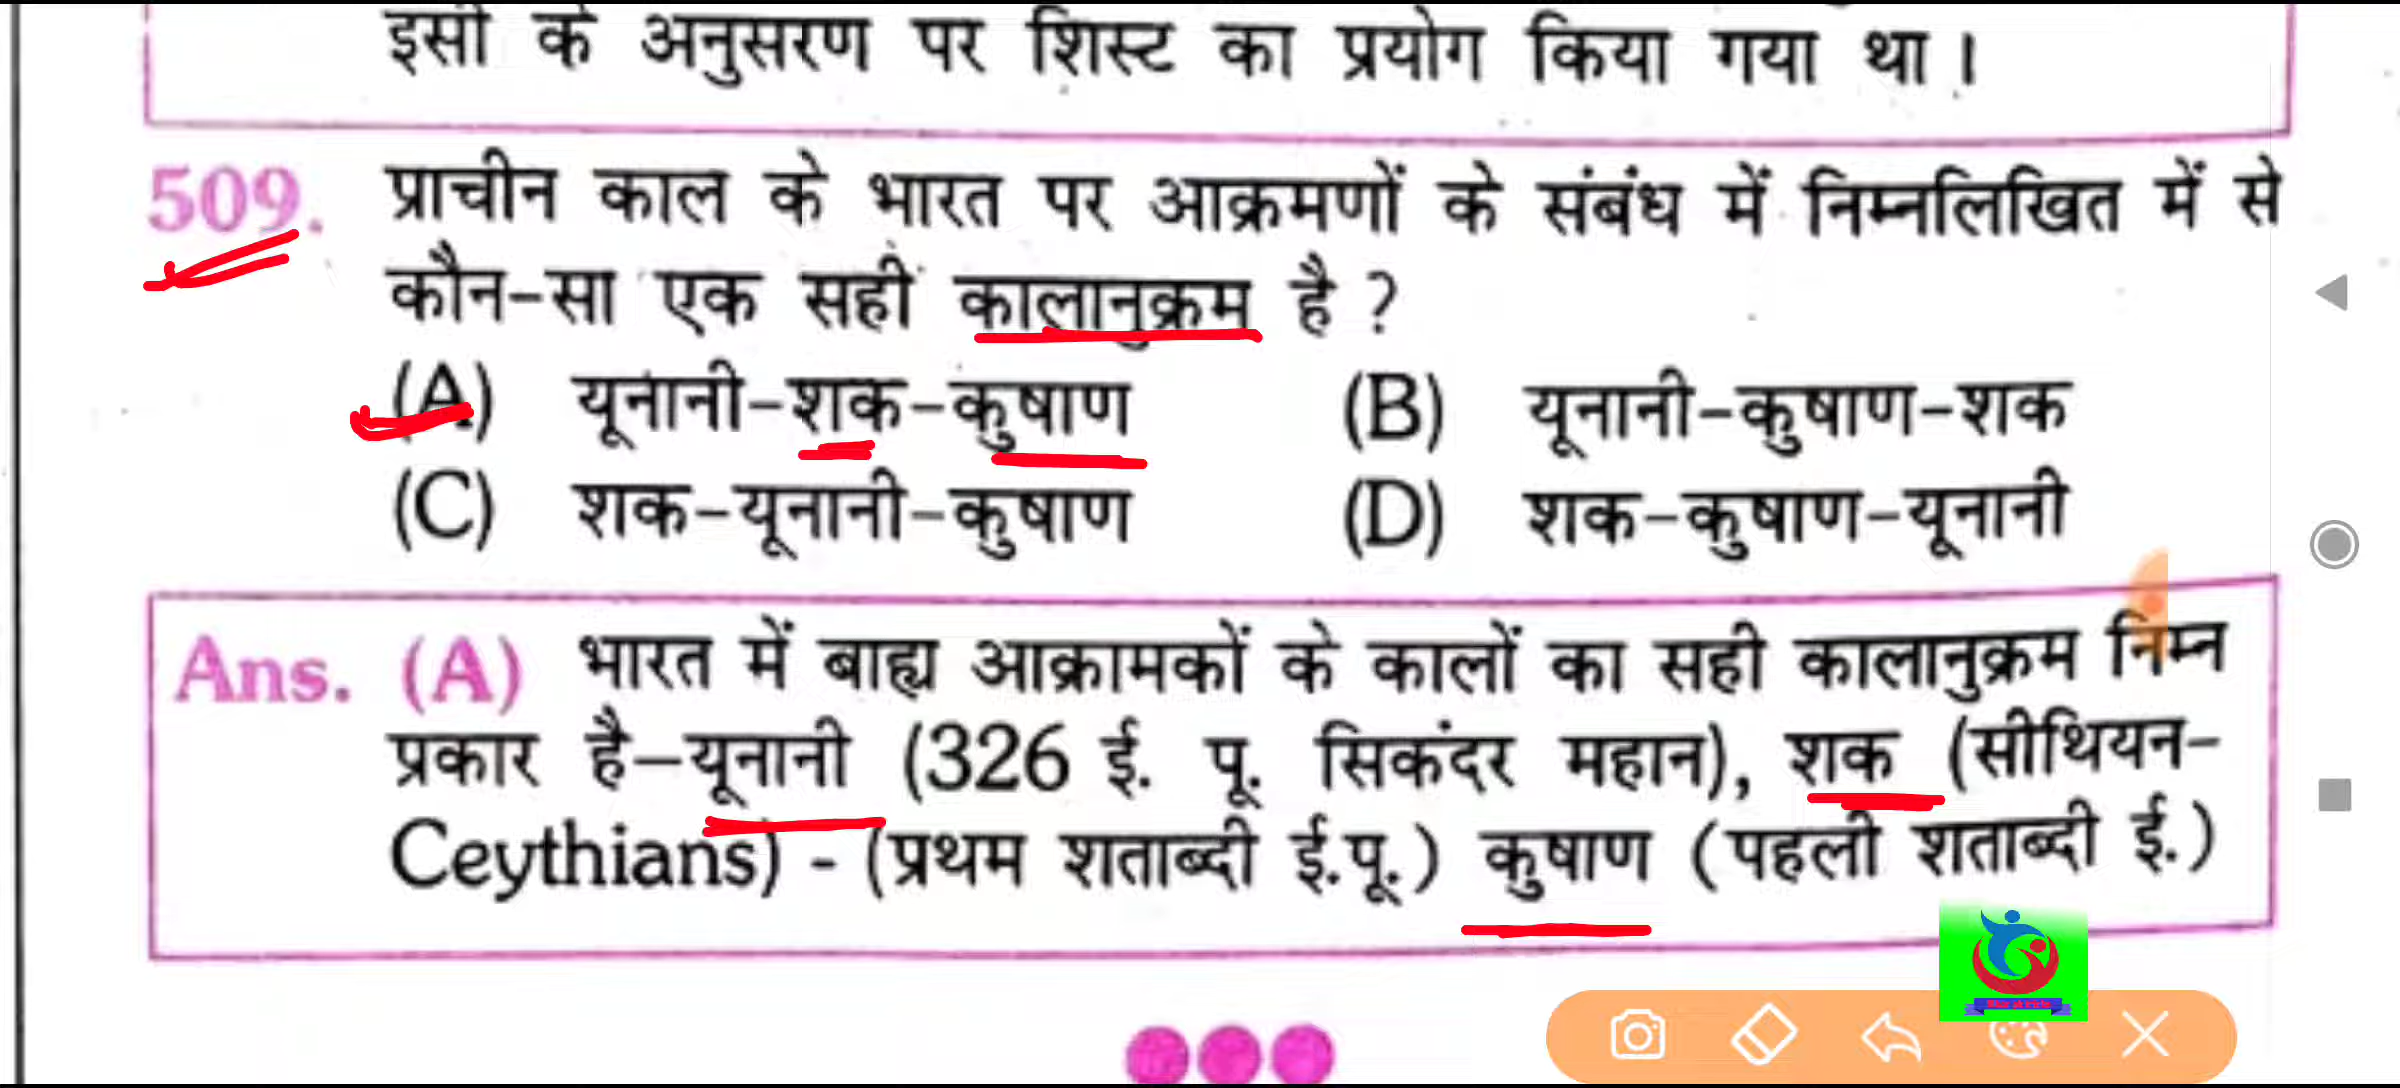 इसी के अनुसरण पर शिस्ट का प्रयोग किया गया था।
509. प्राचीन काल के भारत पर आक्रमणों के संबंध में निम्नलिखित में से
कौन-सा एक सही कालानुक्रम है ?
(A) यूनानी-शक-कुषाण (B) यूनानी-कुषाण-शक
(C) शक-यूनानी-कुषाण (D) शक-कुषाण-यूनानी
Ans. (A) भारत में बाह्य आक्रामकों के कालों का सही कालानुक्रम निम्न
प्रकार है–यूनानी (326 ई. पू. सिकंदर महान), शक (सीथियन-
Ceythians) - (प्रथम शताब्दी ई.पू.) कुषाण (पहली शताब्दी ई.)